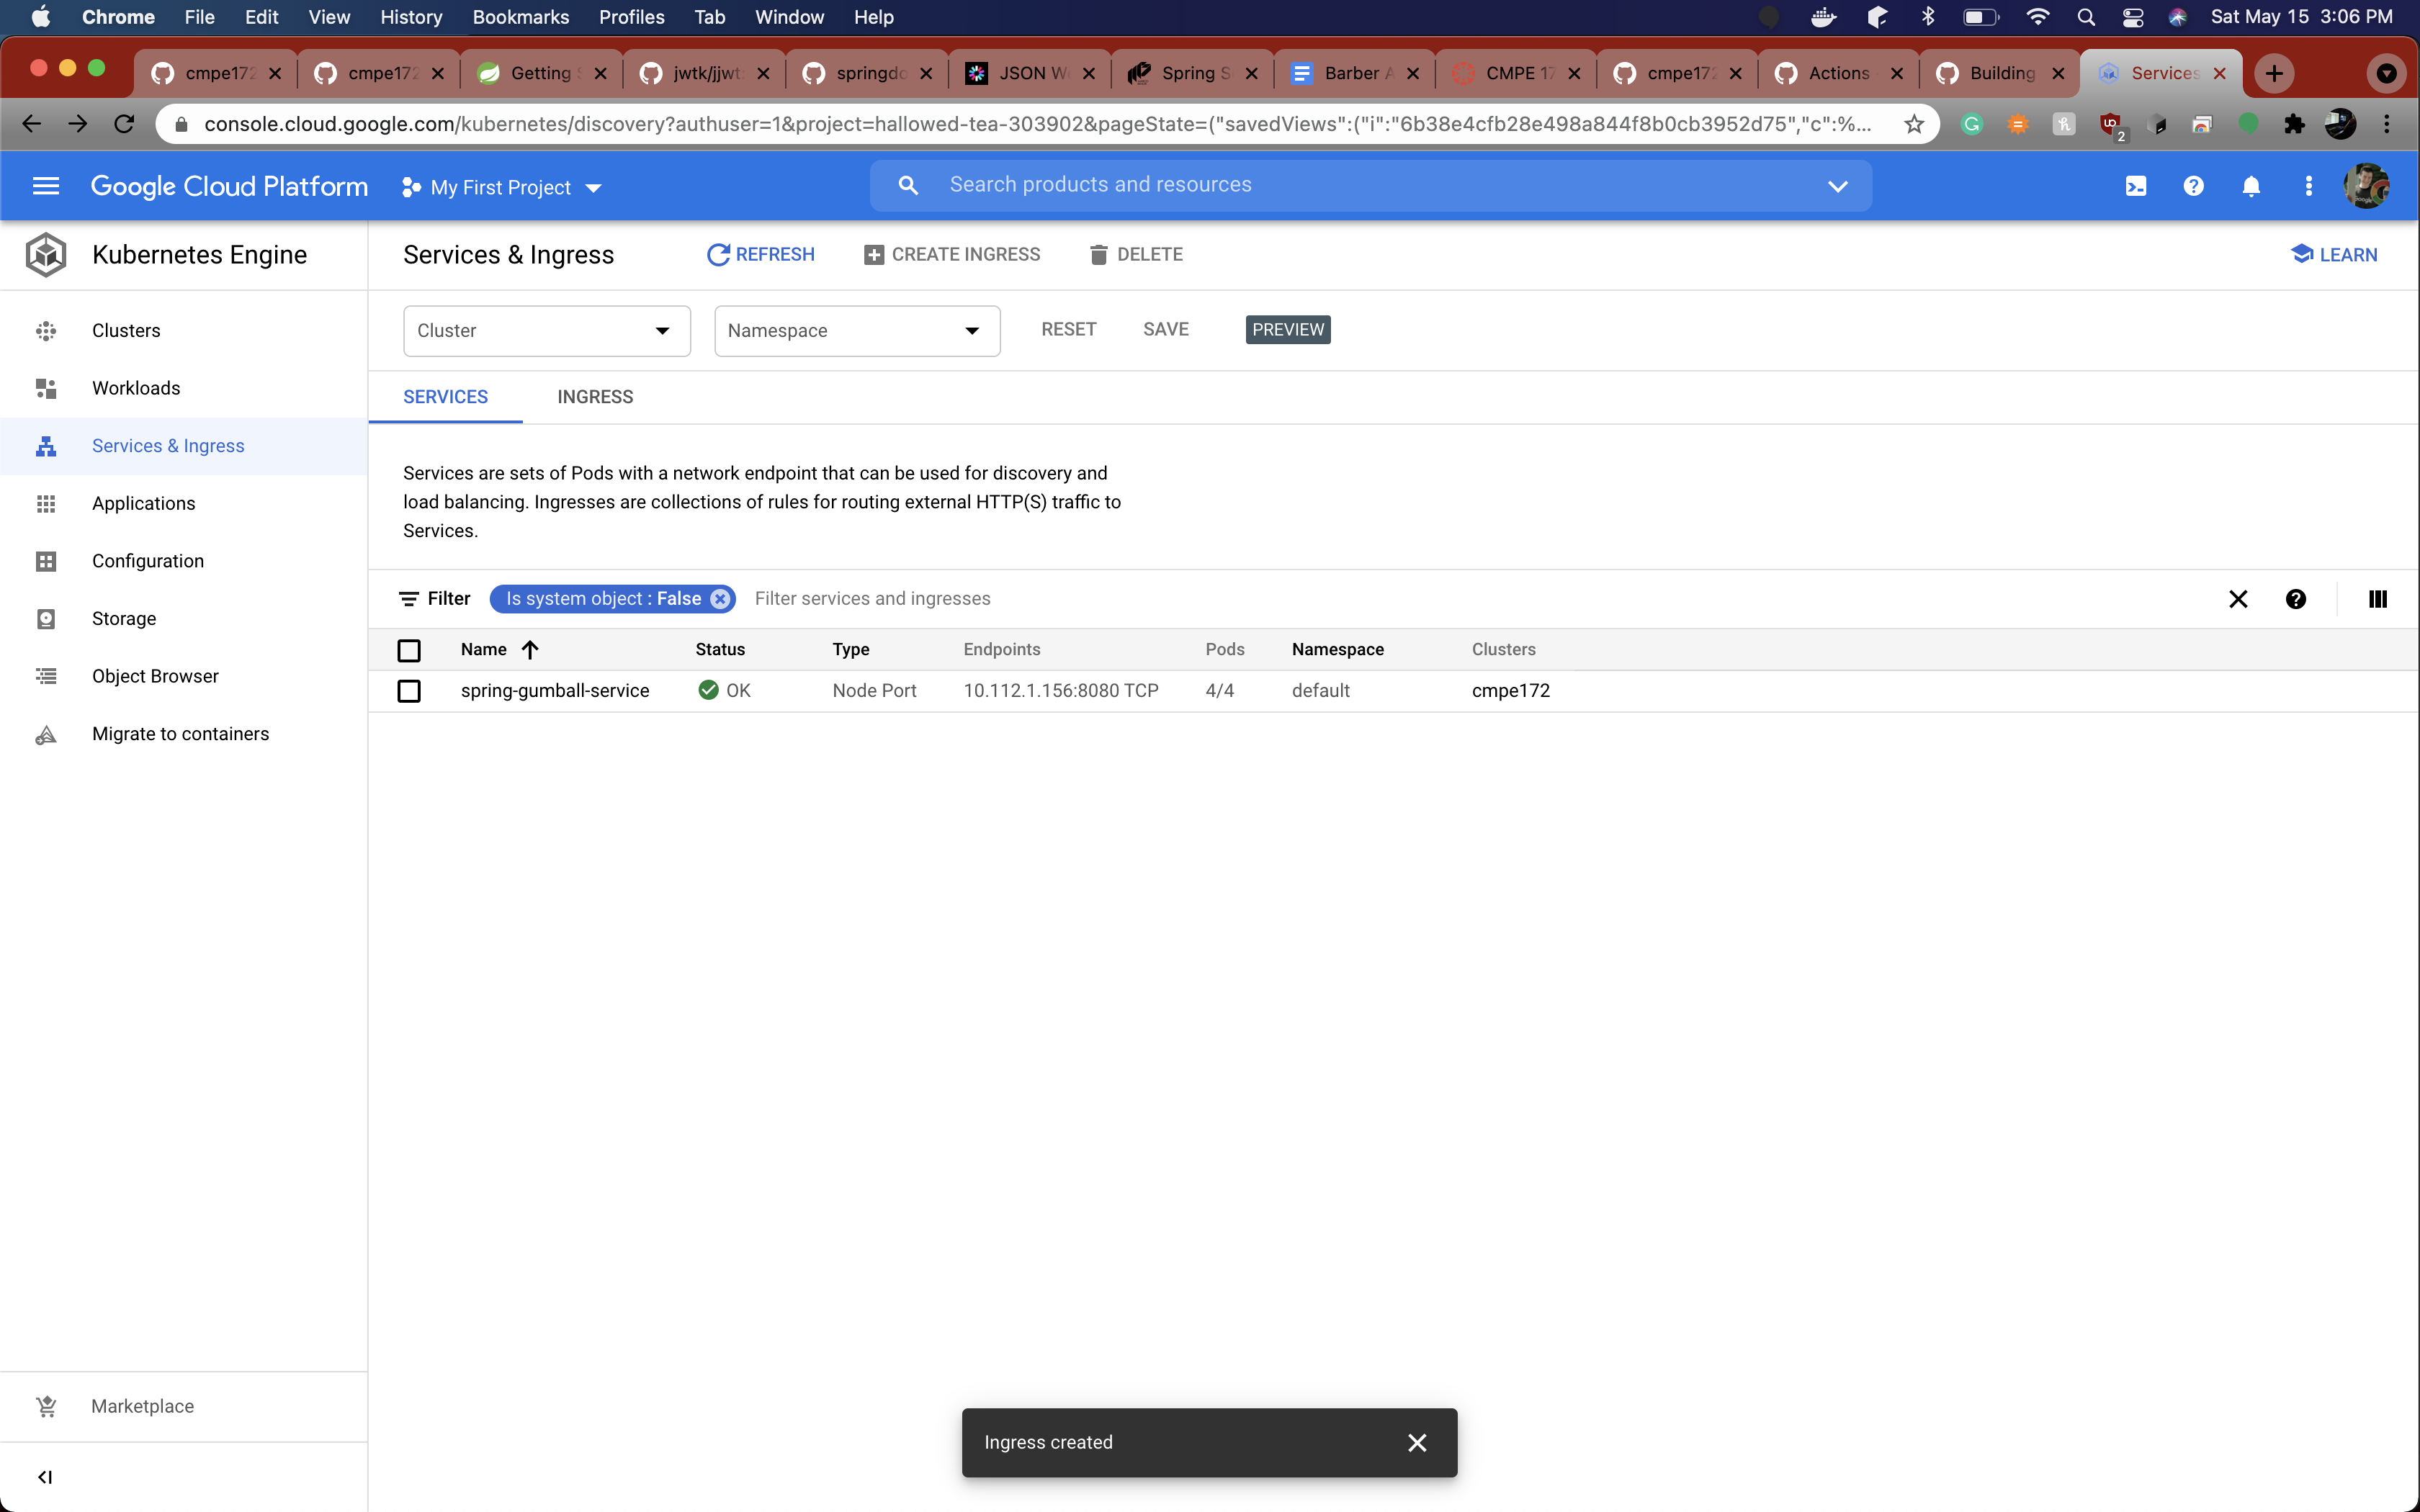 Chrome File Edit View History Bookmarks Profiles Tab Window Help Sat May 15 3:06 PM
cmpe172 cmpe172 Getting S jwtk/jjwt springdo JSON W Spring S Barber A CMPE 17 cmpe172 Actions Building Services
console.cloud.google.com/kubernetes/discovery?authuser=1&project=hallowed-tea-303902&pageState=("savedViews":("i":"6b38e4cfb28e498a844f8b0cb3952d75","c":%...
2
Google Cloud Platform My First Project Search products and resources
Kubernetes Engine
Services & Ingress REFRESH CREATE INGRESS DELETE LEARN
Clusters
Workloads
Services & Ingress
Applications
Configuration
Storage
Object Browser
Migrate to containers
Marketplace
Cluster Namespace RESET SAVE PREVIEW
SERVICES INGRESS
Services are sets of Pods with a network endpoint that can be used for discovery and
load balancing. Ingresses are collections of rules for routing external HTTP(S) traffic to
Services.
Filter Is system object : False Filter services and ingresses
Name Status Type Endpoints Pods Namespace Clusters
spring-gumball-service OK Node Port 10.112.1.156:8080 TCP 4/4 default cmpe172
Ingress created